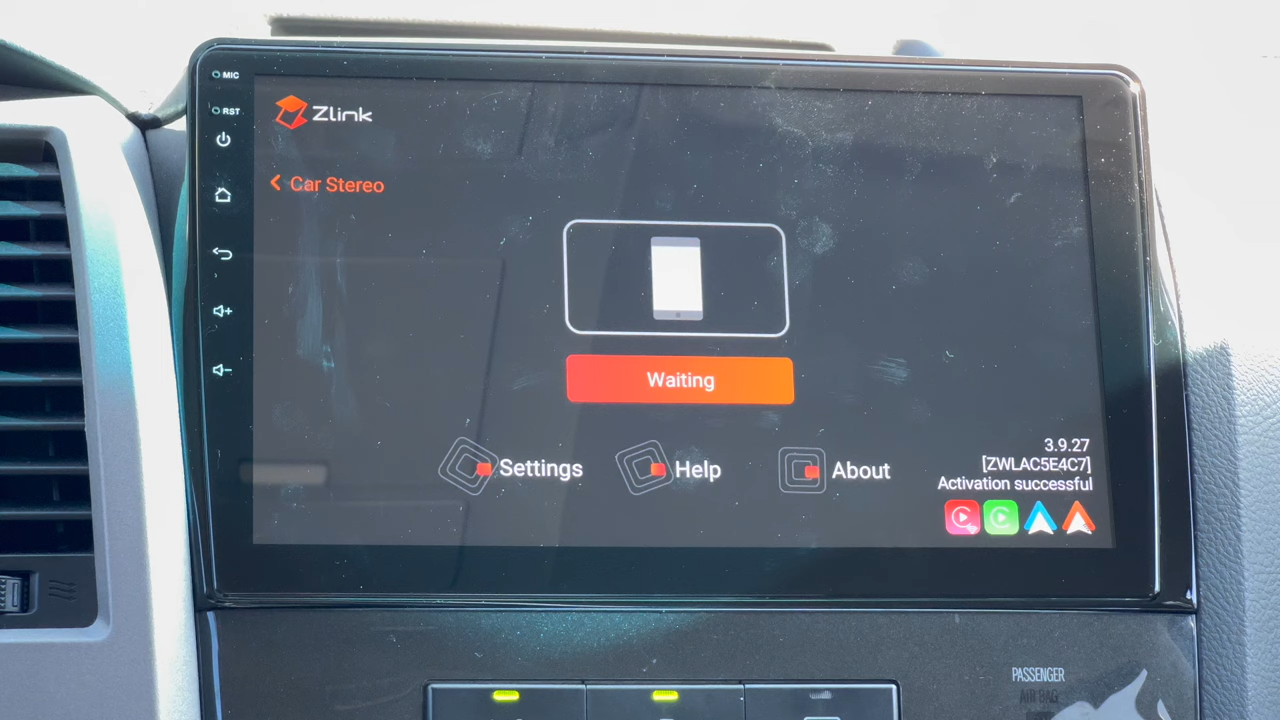 MIC
RST
Zlink
Car Stereo
Waiting
Settings
Help
About
3.9.27
[ZWLAC5E4C7]
Activation successful
PASSENGER
AIR BAG